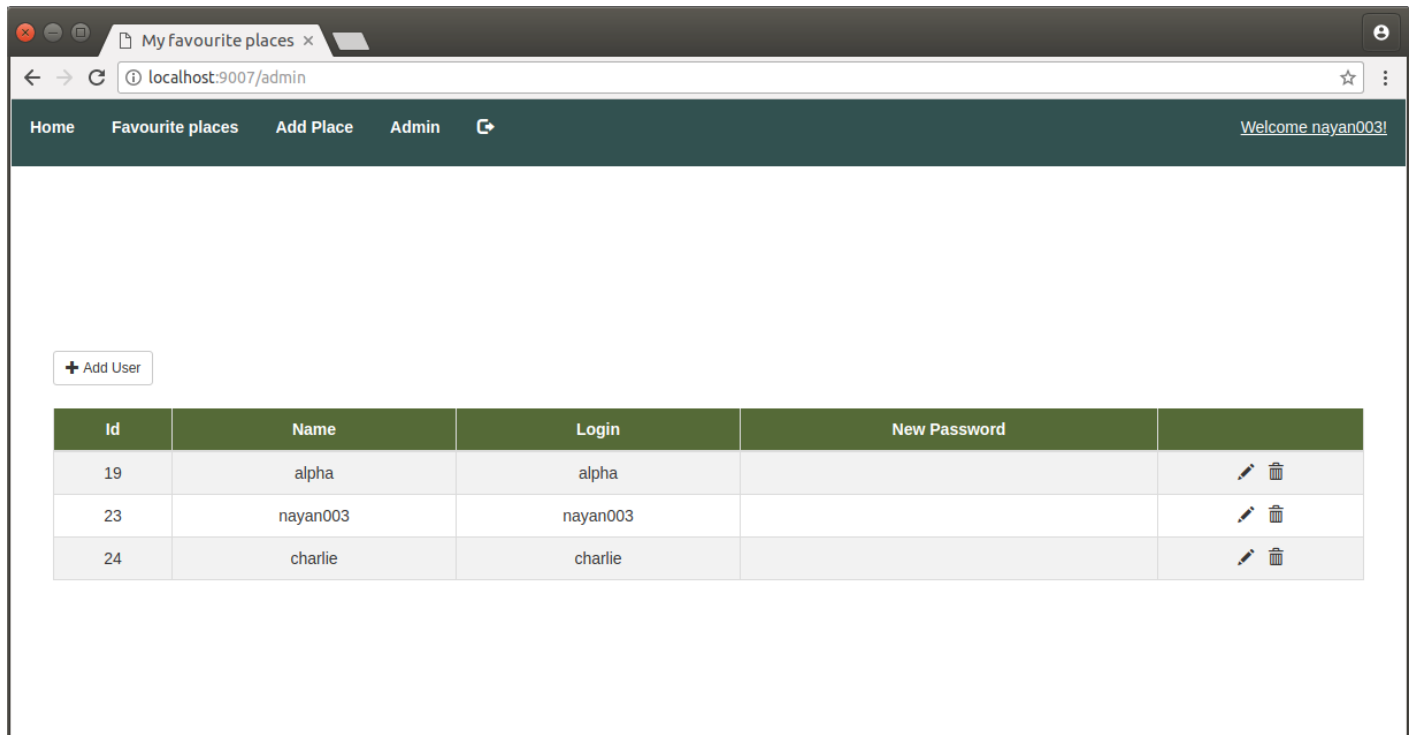 My favourite places
localhost:9007/admin
Home Favourite places Add Place Admin Welcome nayan003!
Add User
Id Name Login New Password
19 alpha alpha
23 nayan003 nayan003
24 charlie charlie